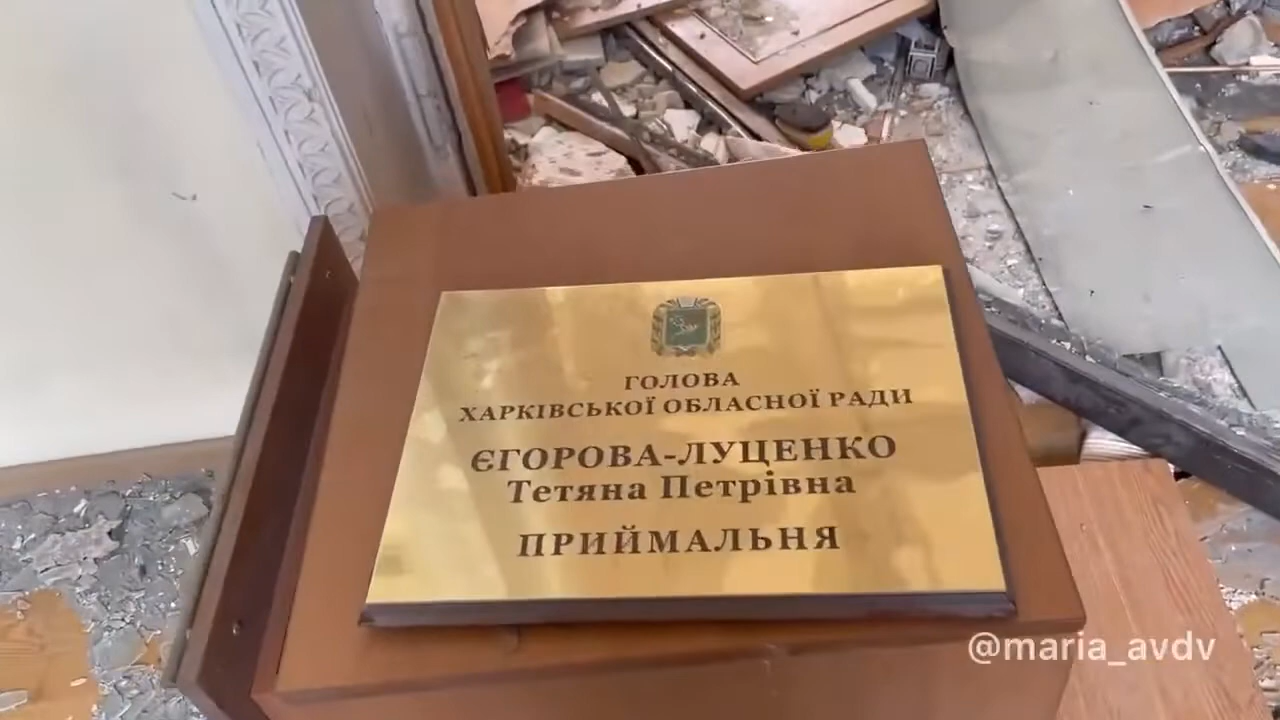 ГОЛОВА
ХАРКІВСЬКОЇ ОБЛАСНОЇ РАДИ
ЄГОРОВА-ЛУЦЕНКО
Тетяна Петрівна
ПРИЙМАЛЬНЯ
@maria_avdv